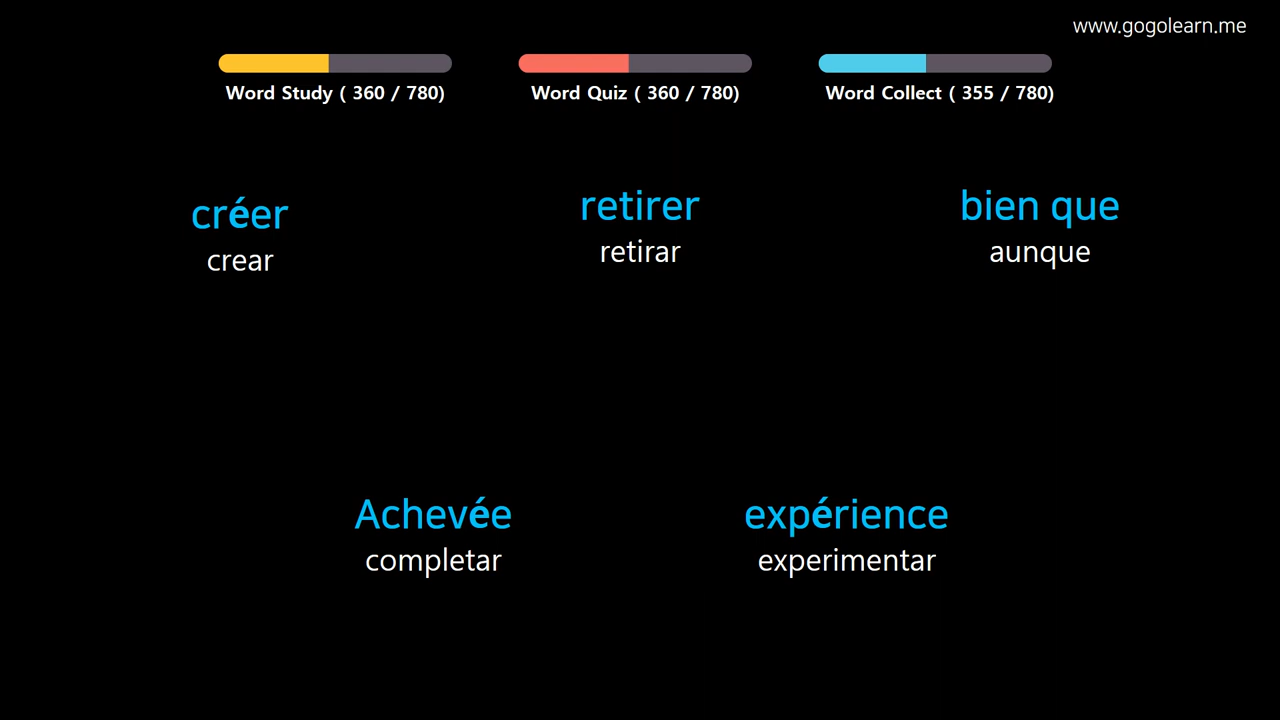 www.gogolearn.me
Word Study ( 360 / 780)
Word Quiz ( 360 / 780)
Word Collect ( 355 / 780)
créer
crear
retirer
retirar
bien que
aunque
Achevée
completar
expérience
experimentar